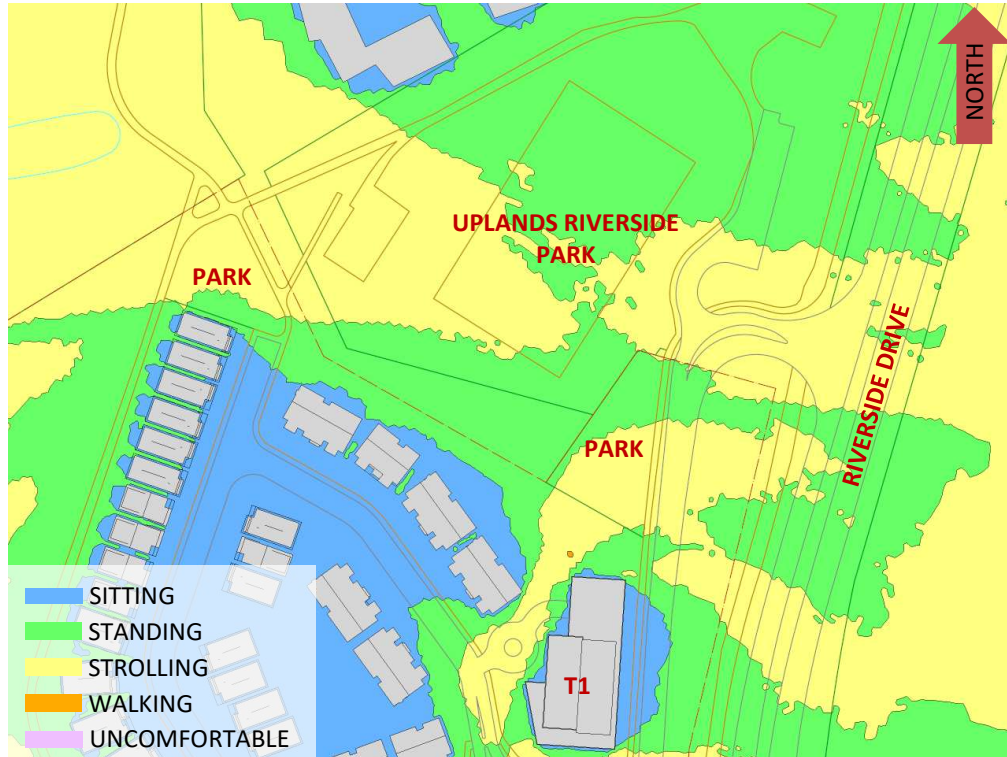 NORTH
UPLANDS RIVERSIDE
PARK
PARK
RIVERSIDE DRIVE
PARK
T1
SITTING
STANDING
STROLLING
WALKING
UNCOMFORTABLE